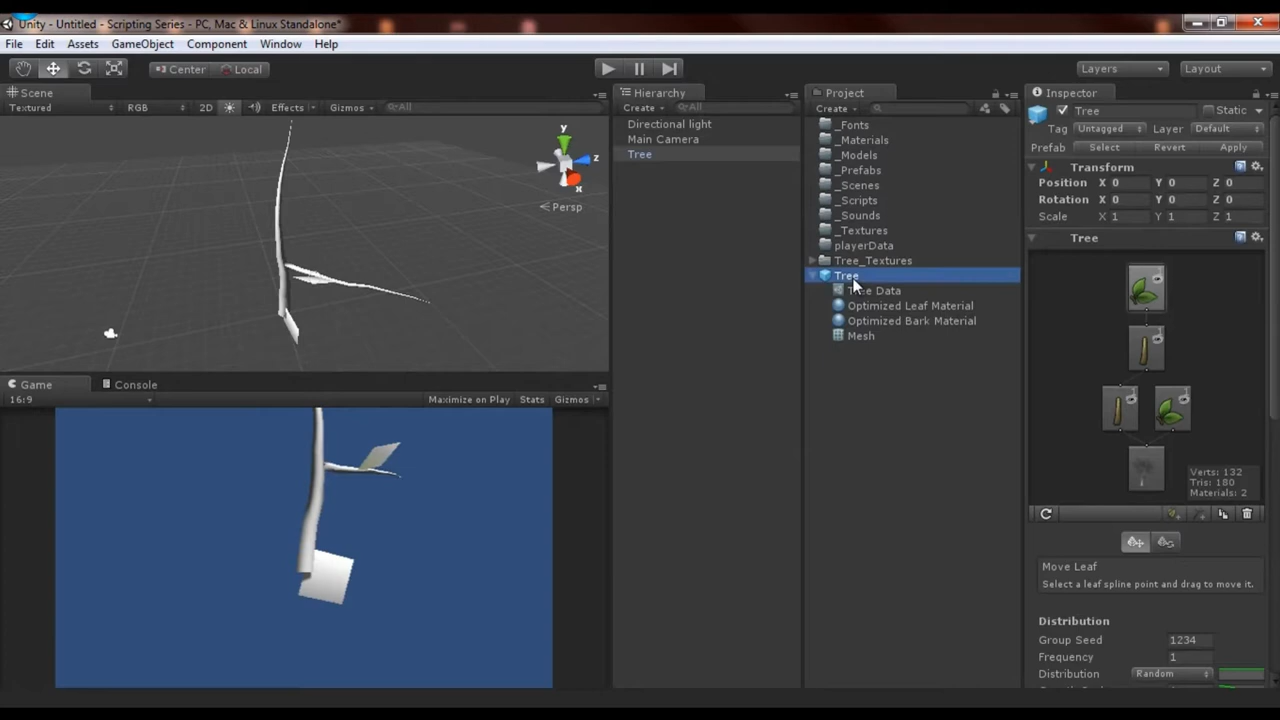 Unity - Untitled - Scripting Series - PC, Mac & Linux Standalone*
File Edit Assets GameObject Component Window Help
Center Local Layers Layout
Scene
Textured RGB 2D Effects Gizmos All
y
z
x
Persp
Game Console
16:9 Maximize on Play Stats Gizmos
Hierarchy
Create All
Directional light
Main Camera
Tree
Project
Create
_Fonts
_Materials
_Models
_Prefabs
_Scenes
_Scripts
_Sounds
_Textures
playerData
Tree_Textures
Tree
Tree Data
Optimized Leaf Material
Optimized Bark Material
Mesh
Inspector
Tree Static
Tag Untagged Layer Default
Prefab Select Revert Apply
Transform
Position X 0 Y 0 Z 0
Rotation X 0 Y 0 Z 0
Scale X 1 Y 1 Z 1
Tree
Verts: 132
Tris: 180
Materials: 2
Move Leaf
Select a leaf spline point and drag to move it.
Distribution
Group Seed 1234
Frequency 1
Distribution Random